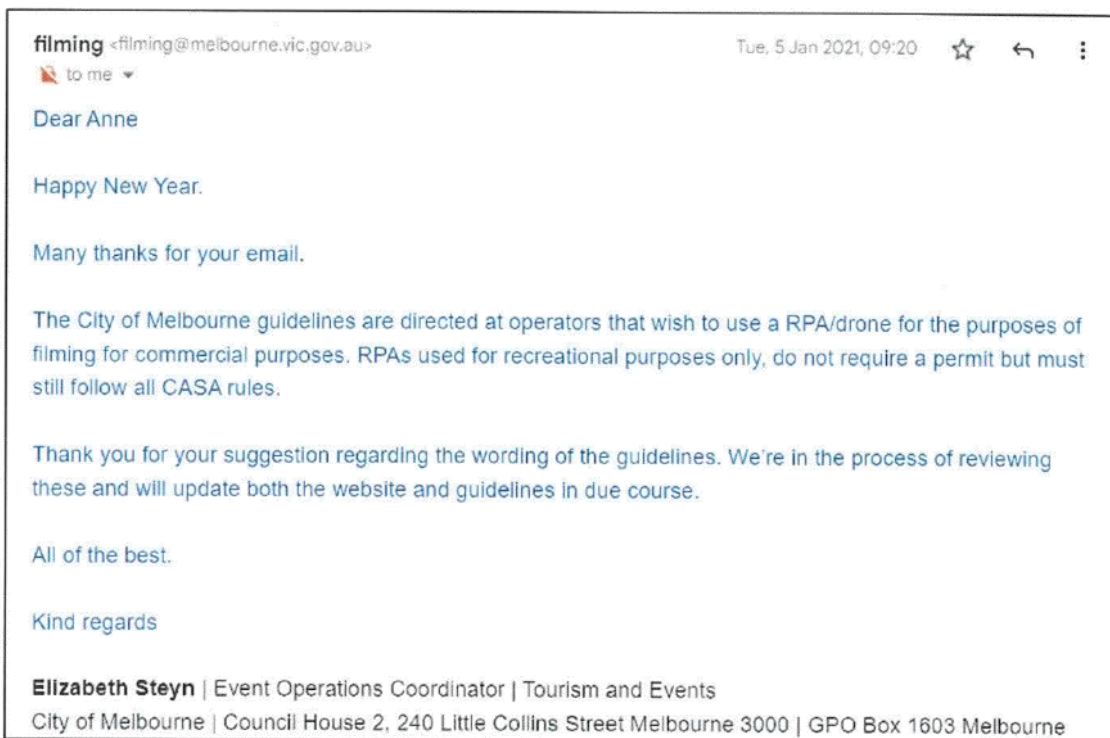 filming <filming@melbourne.vic.gov.au> Tue, 5 Jan 2021, 09:20
to me
Dear Anne
Happy New Year.
Many thanks for your email.
The City of Melbourne guidelines are directed at operators that wish to use a RPA/drone for the purposes of
filming for commercial purposes. RPAs used for recreational purposes only, do not require a permit but must
still follow all CASA rules.
Thank you for your suggestion regarding the wording of the guidelines. We're in the process of reviewing
these and will update both the website and guidelines in due course.
All of the best.
Kind regards
Elizabeth Steyn | Event Operations Coordinator | Tourism and Events
City of Melbourne | Council House 2, 240 Little Collins Street Melbourne 3000 | GPO Box 1603 Melbourne